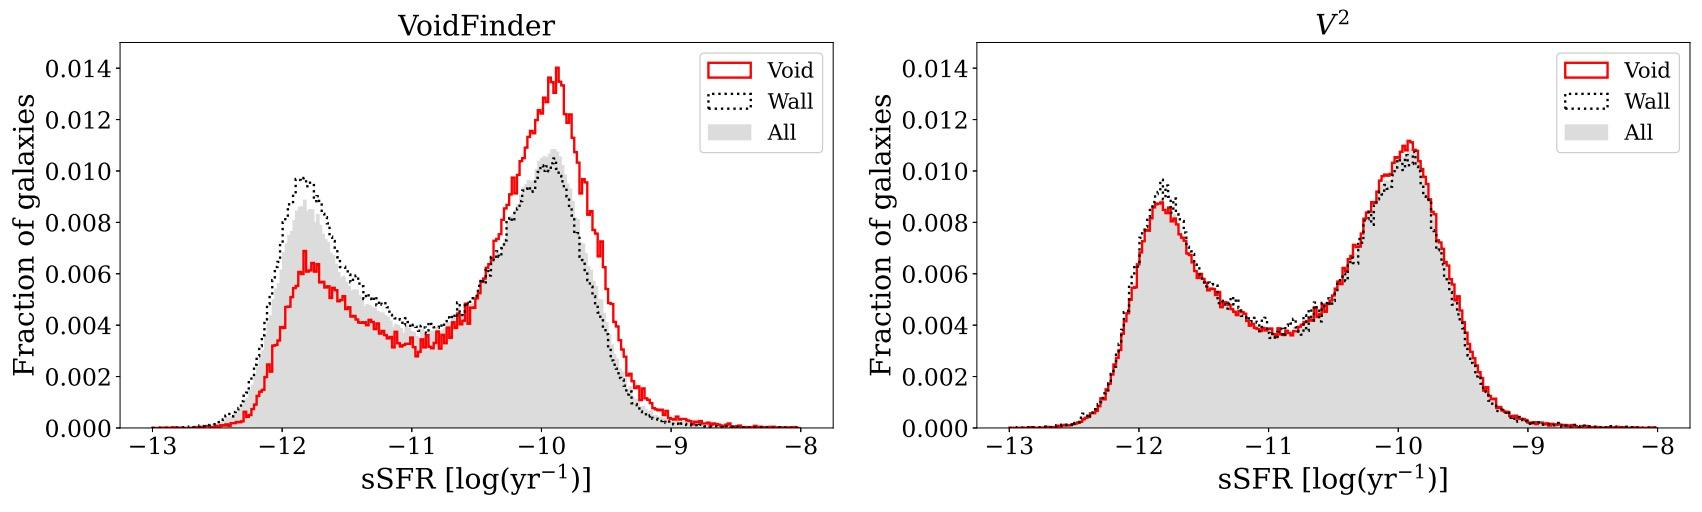 VoidFinder
Fraction of galaxies
0.014
0.012
0.010
0.008
0.006
0.004
0.002
0.000
−13 −12 −11 −10 −9 −8
sSFR [log(yr⁻¹)]
Void
Wall
All
V²
Fraction of galaxies
0.014
0.012
0.010
0.008
0.006
0.004
0.002
0.000
−13 −12 −11 −10 −9 −8
sSFR [log(yr⁻¹)]
Void
Wall
All